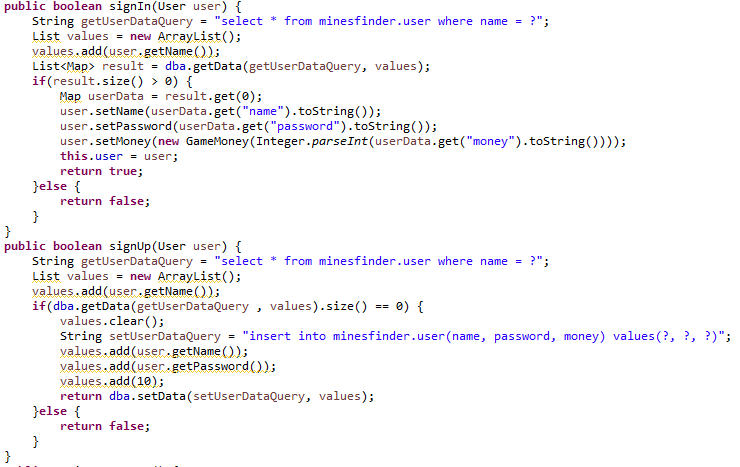 public boolean signIn(User user) {
    String getUserDataQuery = "select * from minesfinder.user where name = ?";
    List values = new ArrayList();
    values.add(user.getName());
    List<Map> result = dba.getData(getUserDataQuery, values);
    if(result.size() > 0) {
        Map userData = result.get(0);
        user.setName(userData.get("name").toString());
        user.setPassword(userData.get("password").toString());
        user.setMoney(new GameMoney(Integer.parseInt(userData.get("money").toString())));
        this.user = user;
        return true;
    }else {
        return false;
    }
}
public boolean signUp(User user) {
    String getUserDataQuery = "select * from minesfinder.user where name = ?";
    List values = new ArrayList();
    values.add(user.getName());
    if(dba.getData(getUserDataQuery , values).size() == 0) {
        values.clear();
        String setUserDataQuery = "insert into minesfinder.user(name, password, money) values(?, ?, ?)";
        values.add(user.getName());
        values.add(user.getPassword());
        values.add(10);
        return dba.setData(setUserDataQuery, values);
    }else {
        return false;
    }
}